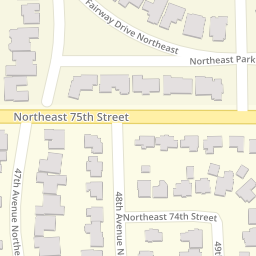 Fairway Drive Northeast
Northeast Park
Northeast 75th Street
47th Avenue Northe
48th Avenue N
Northeast 74th Street
49t